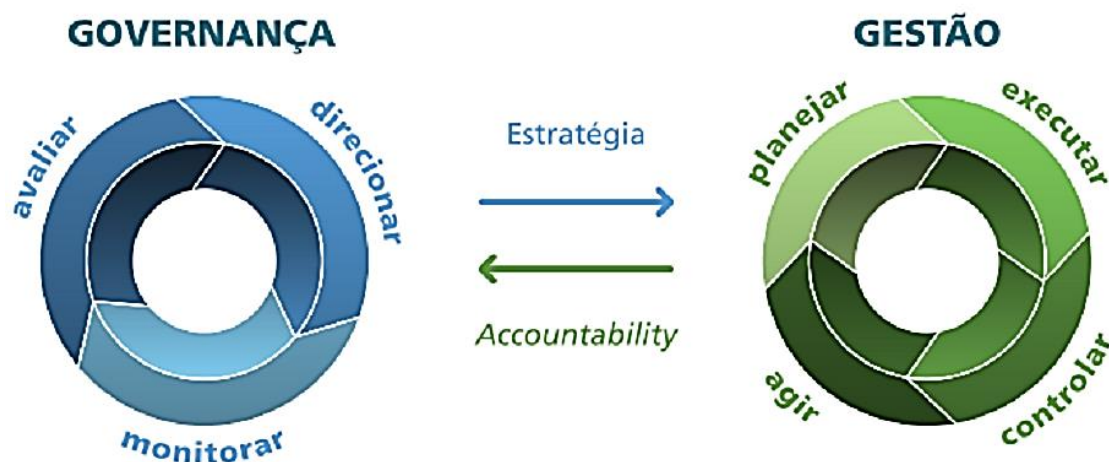 GOVERNANÇA
avaliar
direcionar
monitorar
Estratégia
Accountability
GESTÃO
planejar
executar
controlar
agir